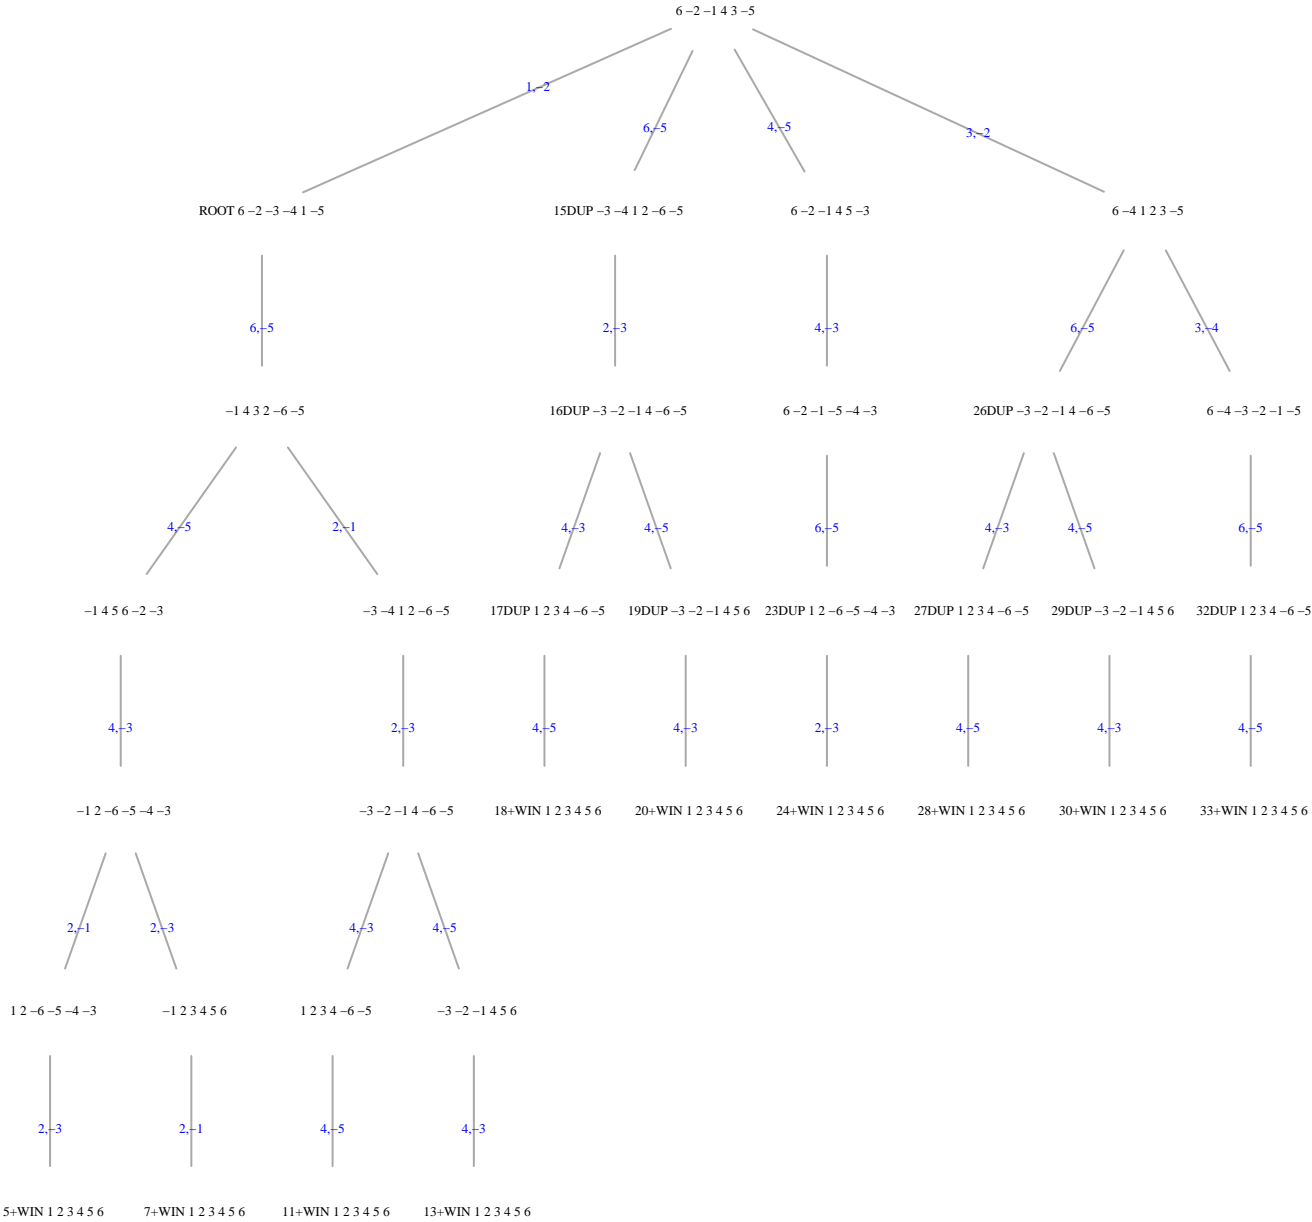 6 −2 −1 4 3 −5
1,−2
6,−5
4,−5
3,−2
ROOT 6 −2 −3 −4 1 −5
15DUP −3 −4 1 2 −6 −5
6 −2 −1 4 5 −3
6 −4 1 2 3 −5
6,−5
2,−3
4,−3
6,−5
3,−4
−1 4 3 2 −6 −5
16DUP −3 −2 −1 4 −6 −5
6 −2 −1 −5 −4 −3
26DUP −3 −2 −1 4 −6 −5
6 −4 −3 −2 −1 −5
4,−5
2,−1
4,−3
4,−5
6,−5
4,−3
4,−5
6,−5
−1 4 5 6 −2 −3
−3 −4 1 2 −6 −5
17DUP 1 2 3 4 −6 −5
19DUP −3 −2 −1 4 5 6
23DUP 1 2 −6 −5 −4 −3
27DUP 1 2 3 4 −6 −5
29DUP −3 −2 −1 4 5 6
32DUP 1 2 3 4 −6 −5
4,−3
2,−3
4,−5
4,−3
2,−3
4,−5
4,−3
4,−5
−1 2 −6 −5 −4 −3
−3 −2 −1 4 −6 −5
18+WIN 1 2 3 4 5 6
20+WIN 1 2 3 4 5 6
24+WIN 1 2 3 4 5 6
28+WIN 1 2 3 4 5 6
30+WIN 1 2 3 4 5 6
33+WIN 1 2 3 4 5 6
2,−1
2,−3
4,−3
4,−5
1 2 −6 −5 −4 −3
−1 2 3 4 5 6
1 2 3 4 −6 −5
−3 −2 −1 4 5 6
2,−3
2,−1
4,−5
4,−3
5+WIN 1 2 3 4 5 6
7+WIN 1 2 3 4 5 6
11+WIN 1 2 3 4 5 6
13+WIN 1 2 3 4 5 6